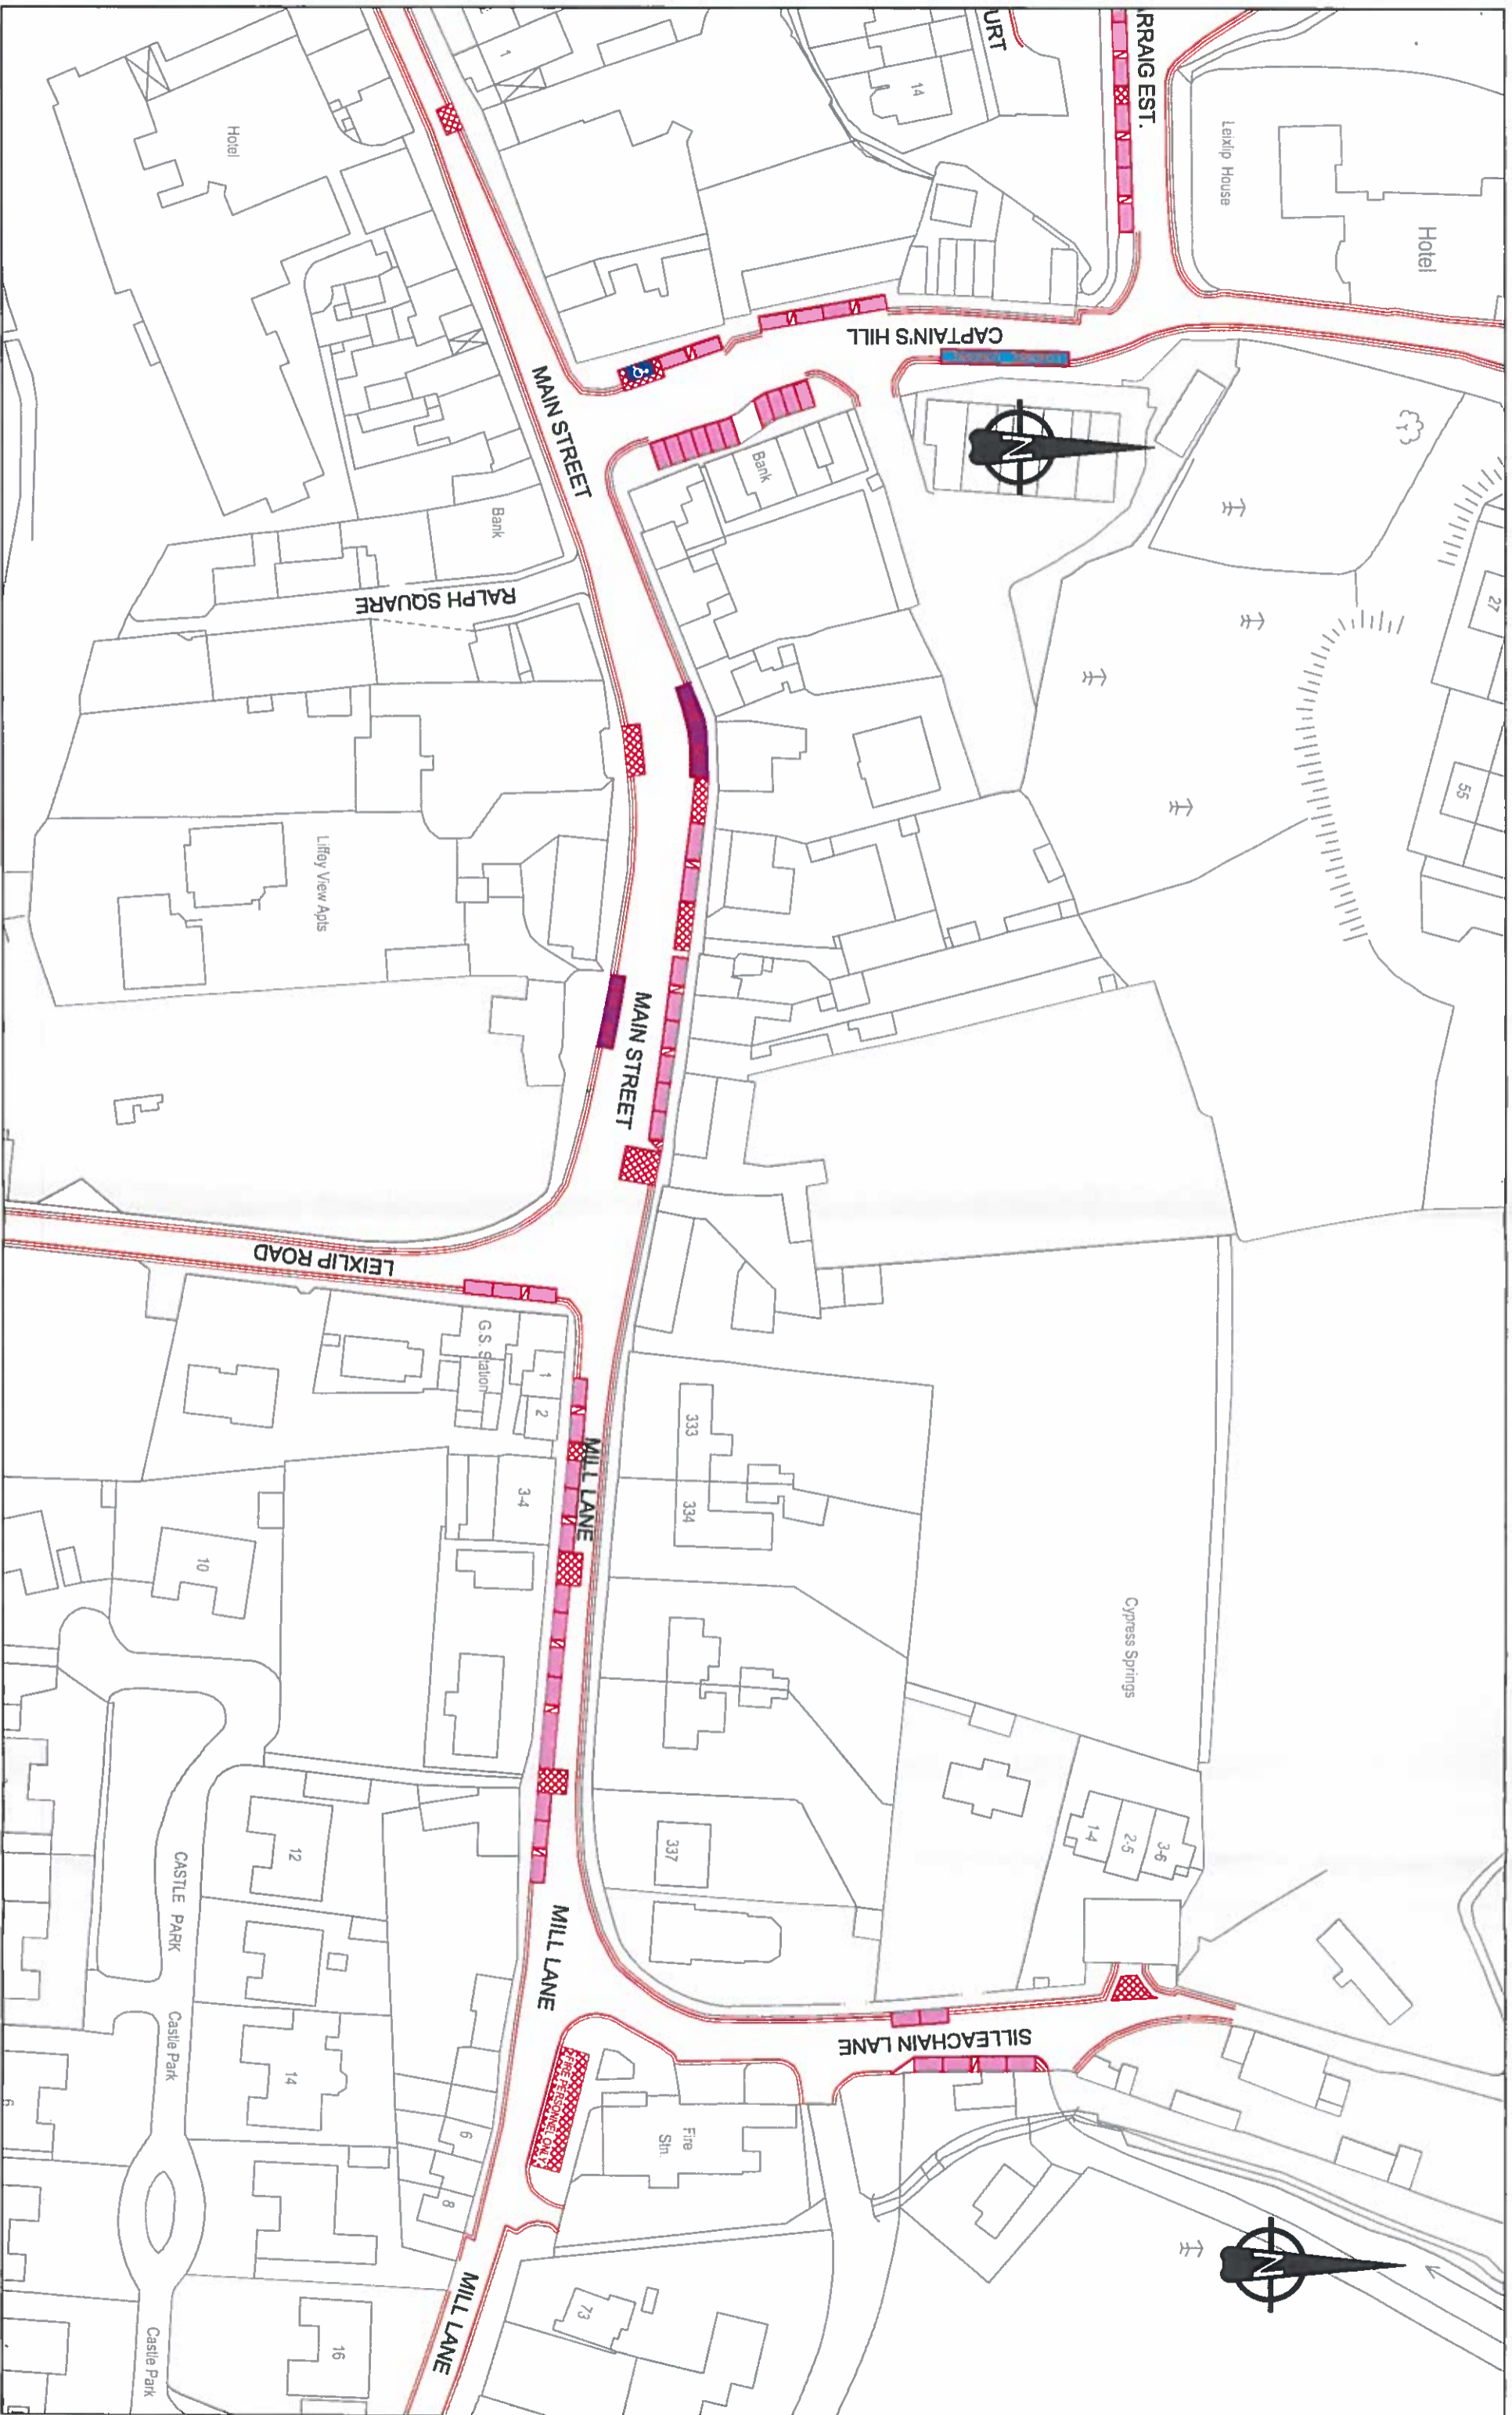 ARRAIG EST.
URT
14
1
Hotel
Leixlip House
Hotel
CAPTAIN'S HILL
MAIN STREET
Bank
Bank
N
RALPH SQUARE
27
55
Liffey View Apts
MAIN STREET
LEIXLIP ROAD
G.S. Station
1
2
3-4
MILL LANE
333
334
10
Cypress Springs
1-4
2-5
3-6
337
12
CASTLE PARK
Castle Park
14
MILL LANE
SILLEACHAIN LANE
FIRE PERSONNEL ONLY
Fire
Stn.
6
6
8
N
73
MILL LANE
16
Castle Park